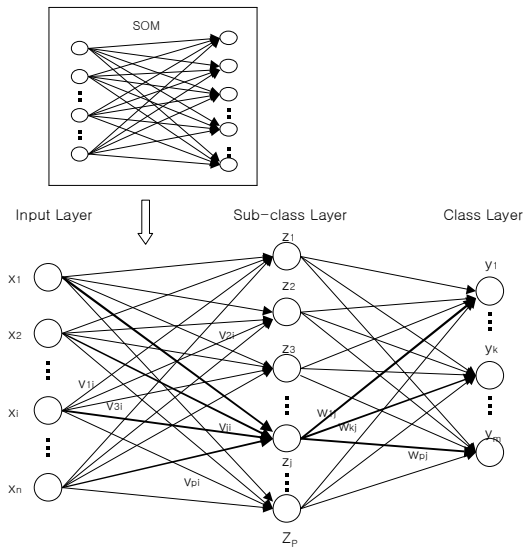 SOM
Input Layer Sub-class Layer Class Layer
z1
x1 y1
z2
x2 v2i
z3 yk
v1i
xi v3i w1j
vji wkj
ym
zj wpj
xn vpi
Zp